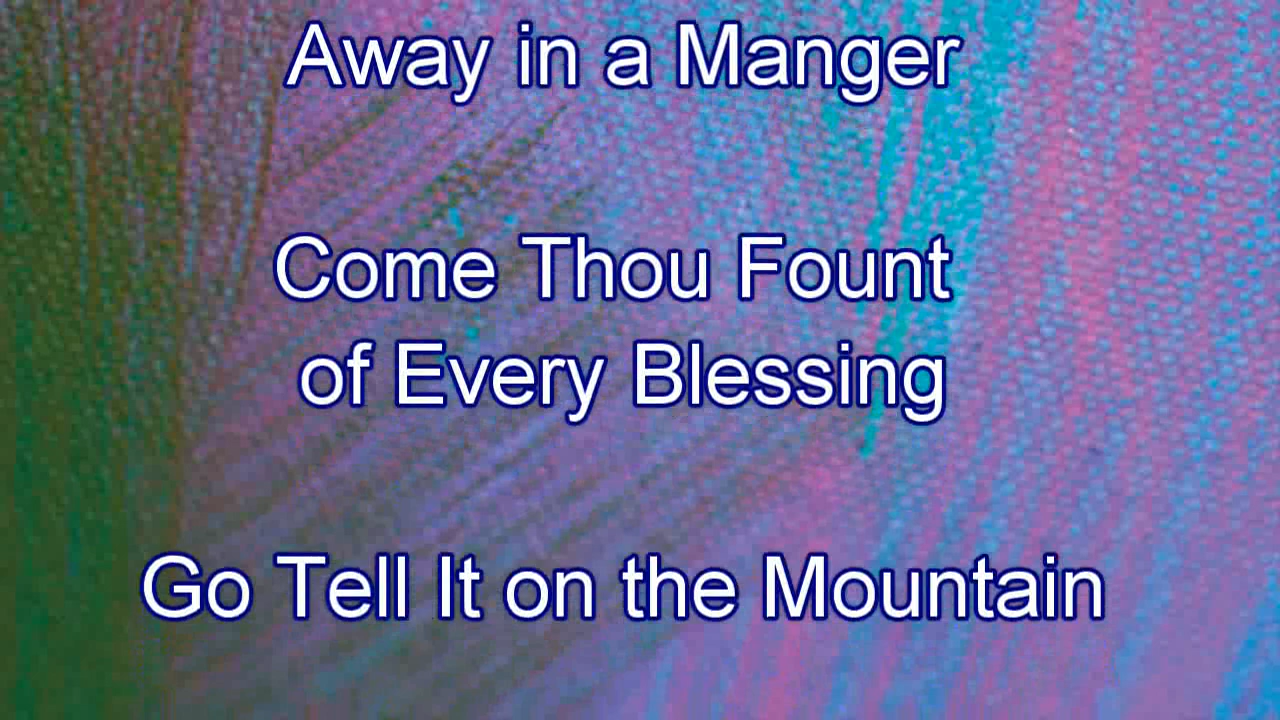 Away in a Manger
Come Thou Fount
of Every Blessing
Go Tell It on the Mountain